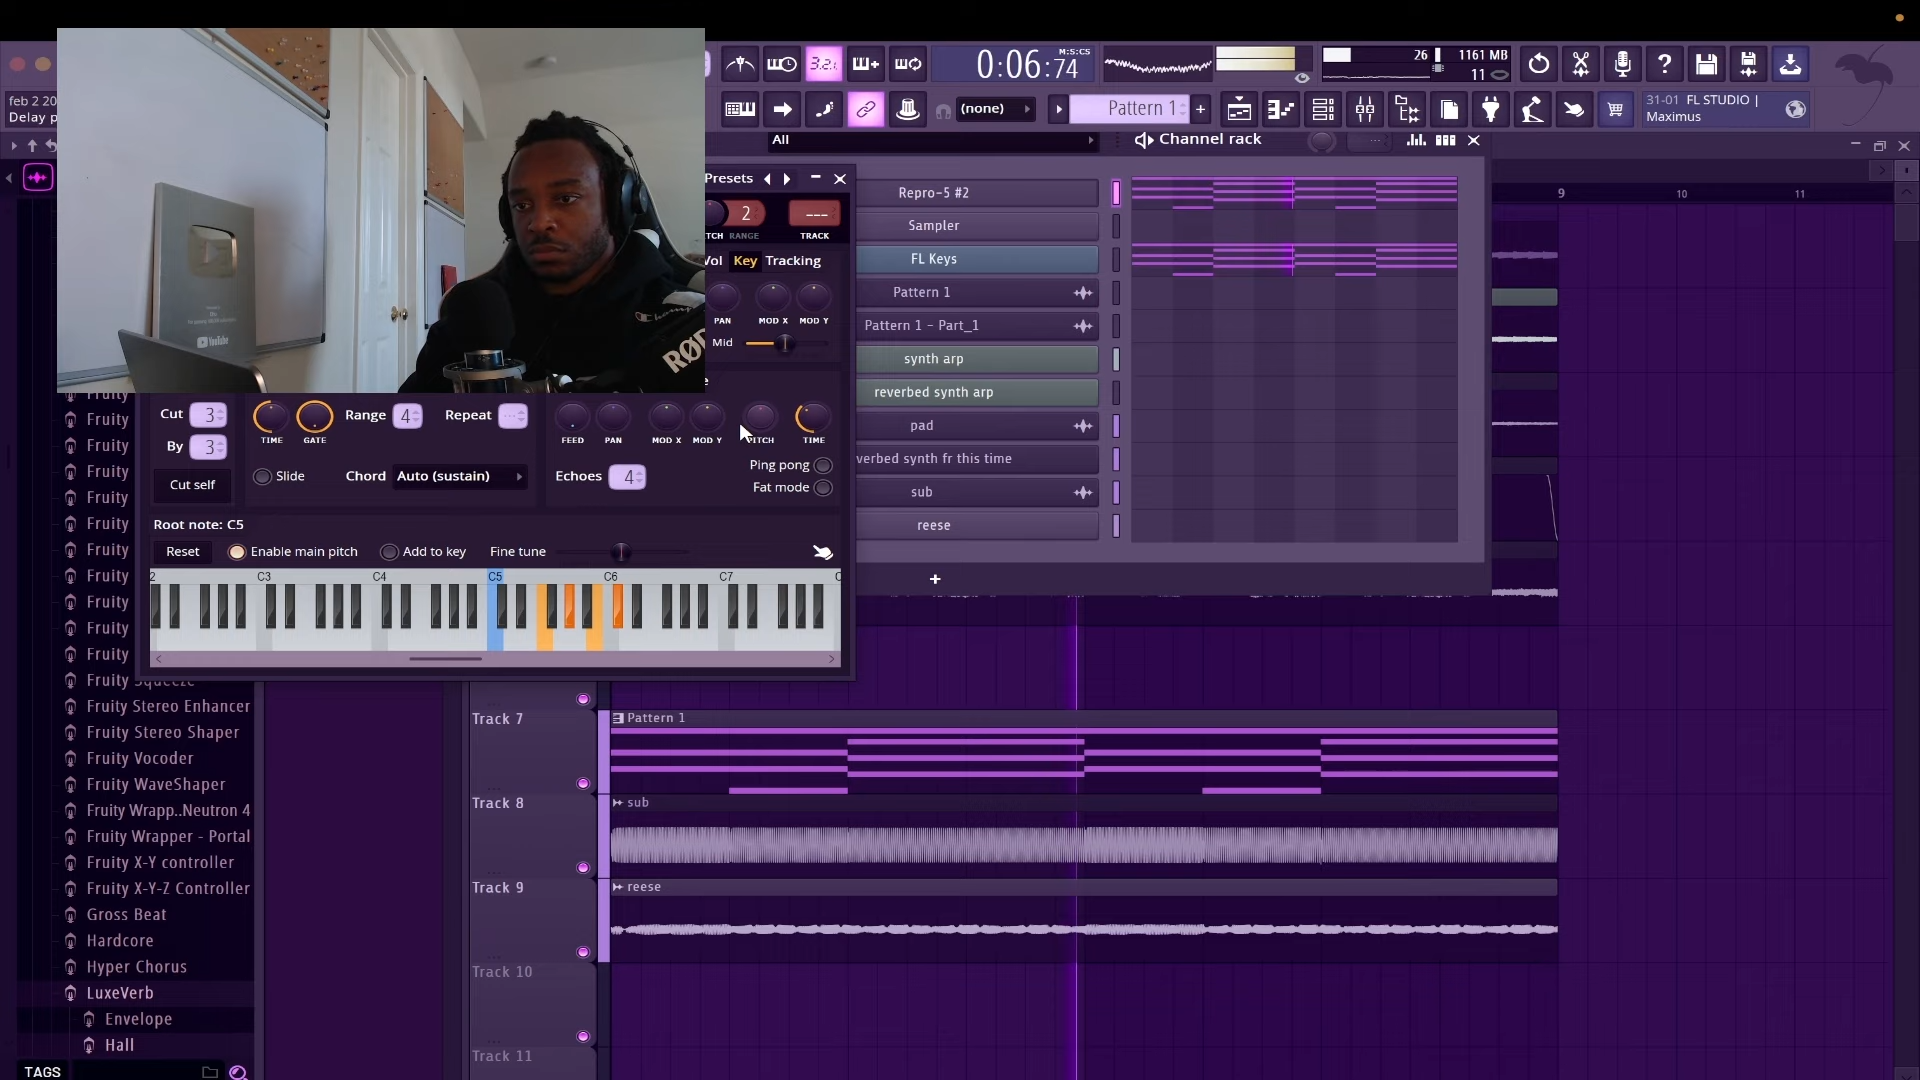 3.2:
0:06:74
M:S:CS
26
1161 MB
11
feb 2 20
Delay p
(none)
Pattern 1
+
31-01 FL STUDIO |
Maximus
All
Channel rack
Presets
2
---
RANGE
TRACK
Vol
Key
Tracking
PAN
MOD X
MOD Y
Mid
YouTube
Repro-5 #2
Sampler
FL Keys
Pattern 1
Pattern 1 - Part_1
synth arp
reverbed synth arp
pad
verbed synth fr this time
sub
reese
+
9
10
11
Cut
3
By
3
Cut self
TIME
GATE
Range
4
Repeat
Slide
Chord
Auto (sustain)
FEED
PAN
MOD X
MOD Y
PITCH
TIME
Echoes
4
Ping pong
Fat mode
Root note: C5
Reset
Enable main pitch
Add to key
Fine tune
2
C3
C4
C5
C6
C7
Fruity
Fruity
Fruity
Fruity
Fruity
Fruity
Fruity
Fruity
Fruity
Fruity
Fruity
Fruity Squeeze
Fruity Stereo Enhancer
Fruity Stereo Shaper
Fruity Vocoder
Fruity WaveShaper
Fruity Wrapp..Neutron 4
Fruity Wrapper - Portal
Fruity X-Y controller
Fruity X-Y-Z Controller
Gross Beat
Hardcore
Hyper Chorus
LuxeVerb
Envelope
Hall
TAGS
Track 7
Pattern 1
Track 8
sub
Track 9
reese
Track 10
Track 11